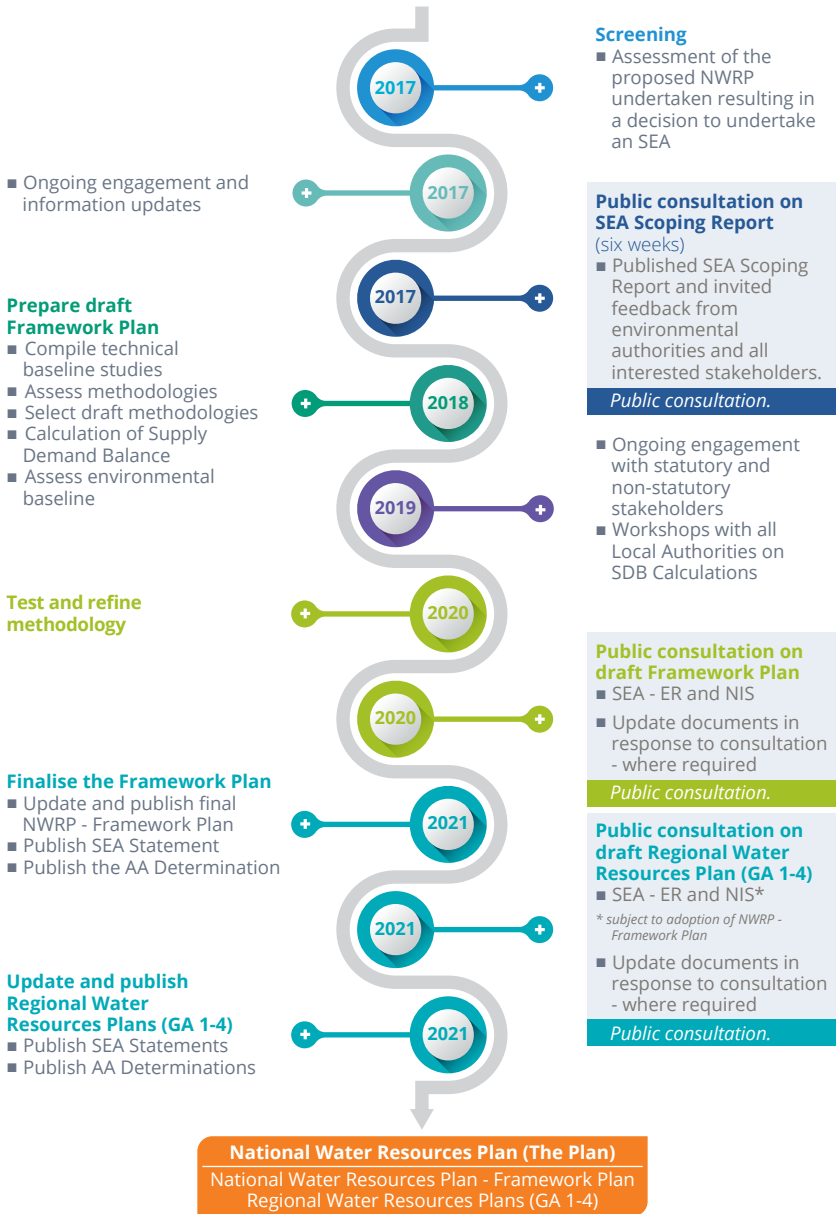 2017
Screening
■ Assessment of the
proposed NWRP
undertaken resulting in
a decision to undertake
an SEA
2017
■ Ongoing engagement and
information updates
2017
Public consultation on
SEA Scoping Report
(six weeks)
■ Published SEA Scoping
Report and invited
feedback from
environmental
authorities and all
interested stakeholders.
Public consultation.
2018
Prepare draft
Framework Plan
■ Compile technical
baseline studies
■ Assess methodologies
■ Select draft methodologies
■ Calculation of Supply
Demand Balance
■ Assess environmental
baseline
2019
■ Ongoing engagement
with statutory and
non-statutory
stakeholders
■ Workshops with all
Local Authorities on
SDB Calculations
2020
Test and refine
methodology
2020
Public consultation on
draft Framework Plan
■ SEA - ER and NIS
■ Update documents in
response to consultation
- where required
Public consultation.
2021
Finalise the Framework Plan
■ Update and publish final
NWRP - Framework Plan
■ Publish SEA Statement
■ Publish the AA Determination
2021
Public consultation on
draft Regional Water
Resources Plan (GA 1-4)
■ SEA - ER and NIS*
* subject to adoption of NWRP -
Framework Plan
■ Update documents in
response to consultation
- where required
Public consultation.
2021
Update and publish
Regional Water
Resources Plans (GA 1-4)
■ Publish SEA Statements
■ Publish AA Determinations
National Water Resources Plan (The Plan)
National Water Resources Plan - Framework Plan
Regional Water Resources Plans (GA 1-4)